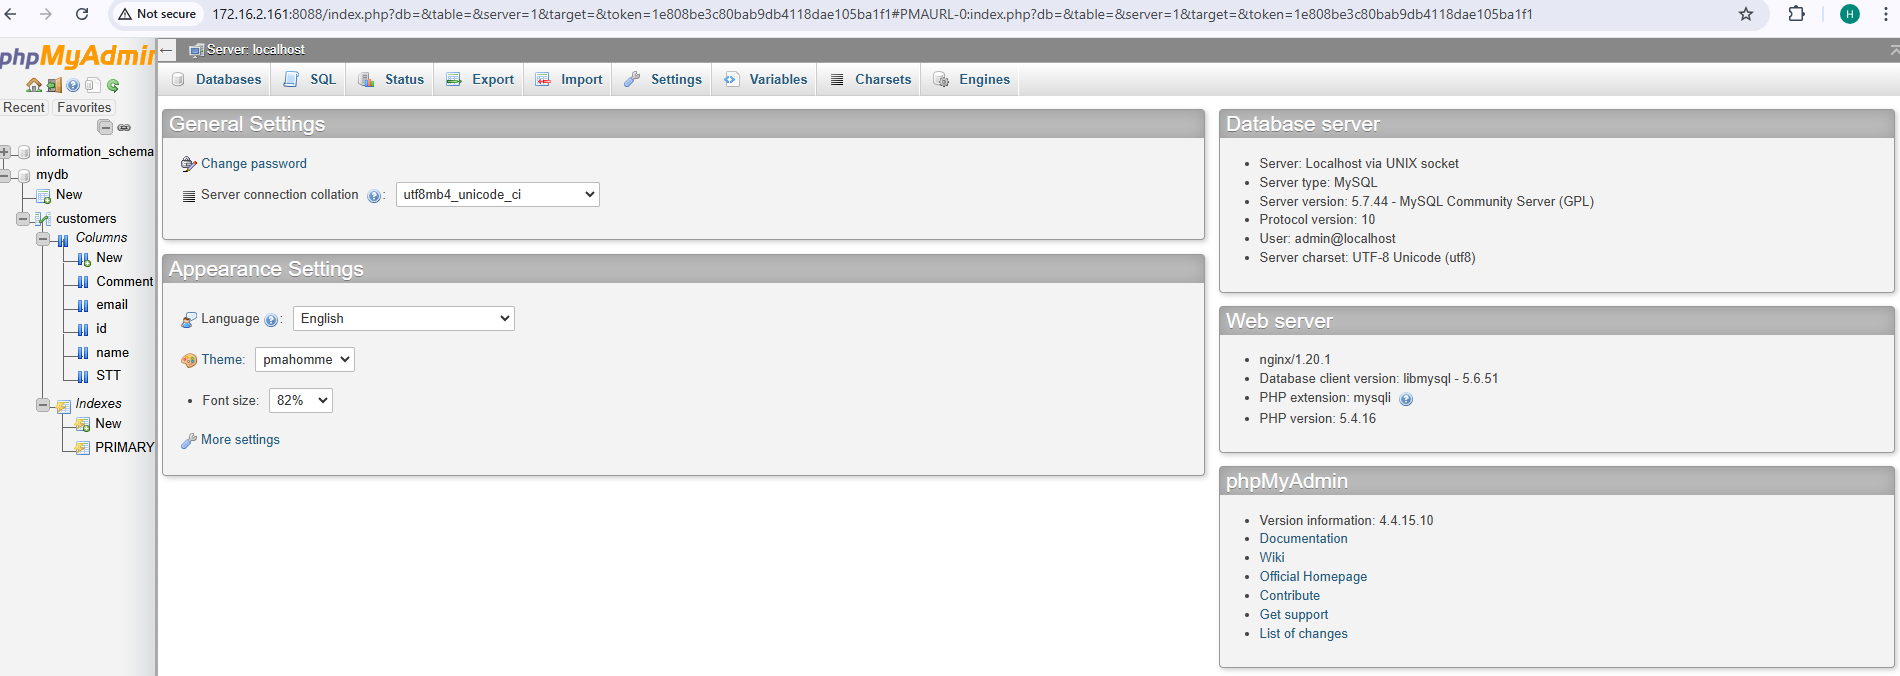 Not secure
172.16.2.161:8088/index.php?db=&table=&server=1&target=&token=1e808be3c80bab9db4118dae105ba1f1#PMAURL-0:index.php?db=&table=&server=1&target=&token=1e808be3c80bab9db4118dae105ba1f1
H
phpMyAdmin
Server: localhost
Databases
SQL
Status
Export
Import
Settings
Variables
Charsets
Engines
Recent
Favorites
information_schema
mydb
New
customers
Columns
New
Comment
email
id
name
STT
Indexes
New
PRIMARY
General Settings
Change password
Server connection collation :
utf8mb4_unicode_ci
Appearance Settings
Language :
English
Theme:
pmahomme
Font size:
82%
More settings
Database server
Server: Localhost via UNIX socket
Server type: MySQL
Server version: 5.7.44 - MySQL Community Server (GPL)
Protocol version: 10
User: admin@localhost
Server charset: UTF-8 Unicode (utf8)
Web server
nginx/1.20.1
Database client version: libmysql - 5.6.51
PHP extension: mysqli
PHP version: 5.4.16
phpMyAdmin
Version information: 4.4.15.10
Documentation
Wiki
Official Homepage
Contribute
Get support
List of changes